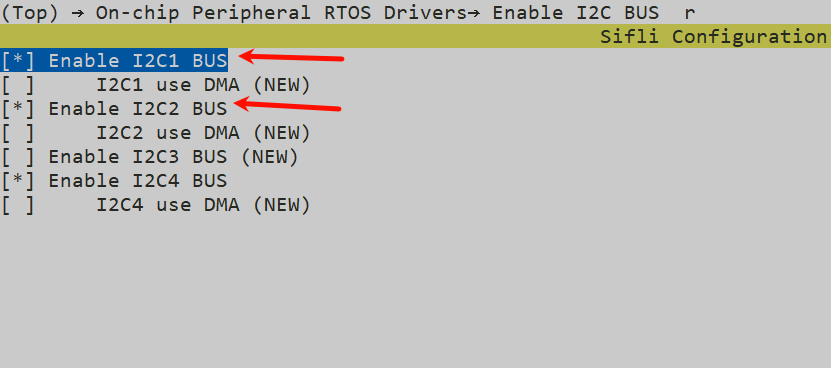 (Top) → On-chip Peripheral RTOS Drivers→ Enable I2C BUS  r
Sifli Configuration
[*] Enable I2C1 BUS
[ ]     I2C1 use DMA (NEW)
[*] Enable I2C2 BUS
[ ]     I2C2 use DMA (NEW)
[ ] Enable I2C3 BUS (NEW)
[*] Enable I2C4 BUS
[ ]     I2C4 use DMA (NEW)